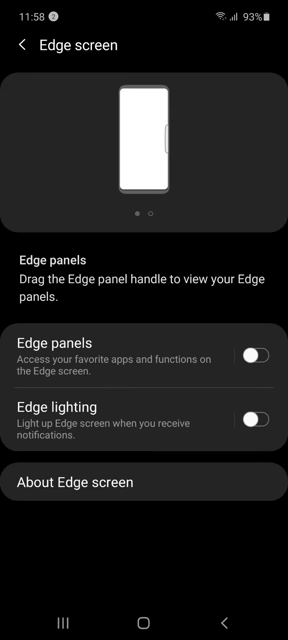 11:58 2 93%
Edge screen
Edge panels
Drag the Edge panel handle to view your Edge
panels.
Edge panels
Access your favorite apps and functions on
the Edge screen.
Edge lighting
Light up Edge screen when you receive
notifications.
About Edge screen